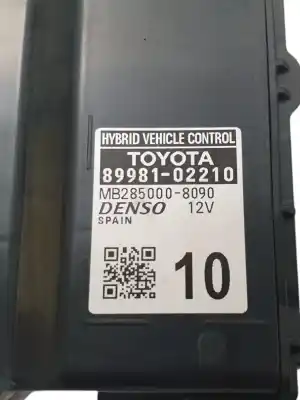 HYBRID VEHICLE CONTROL
TOYOTA
89981-02210
MB285000-8090
DENSO 12V
SPAIN
10